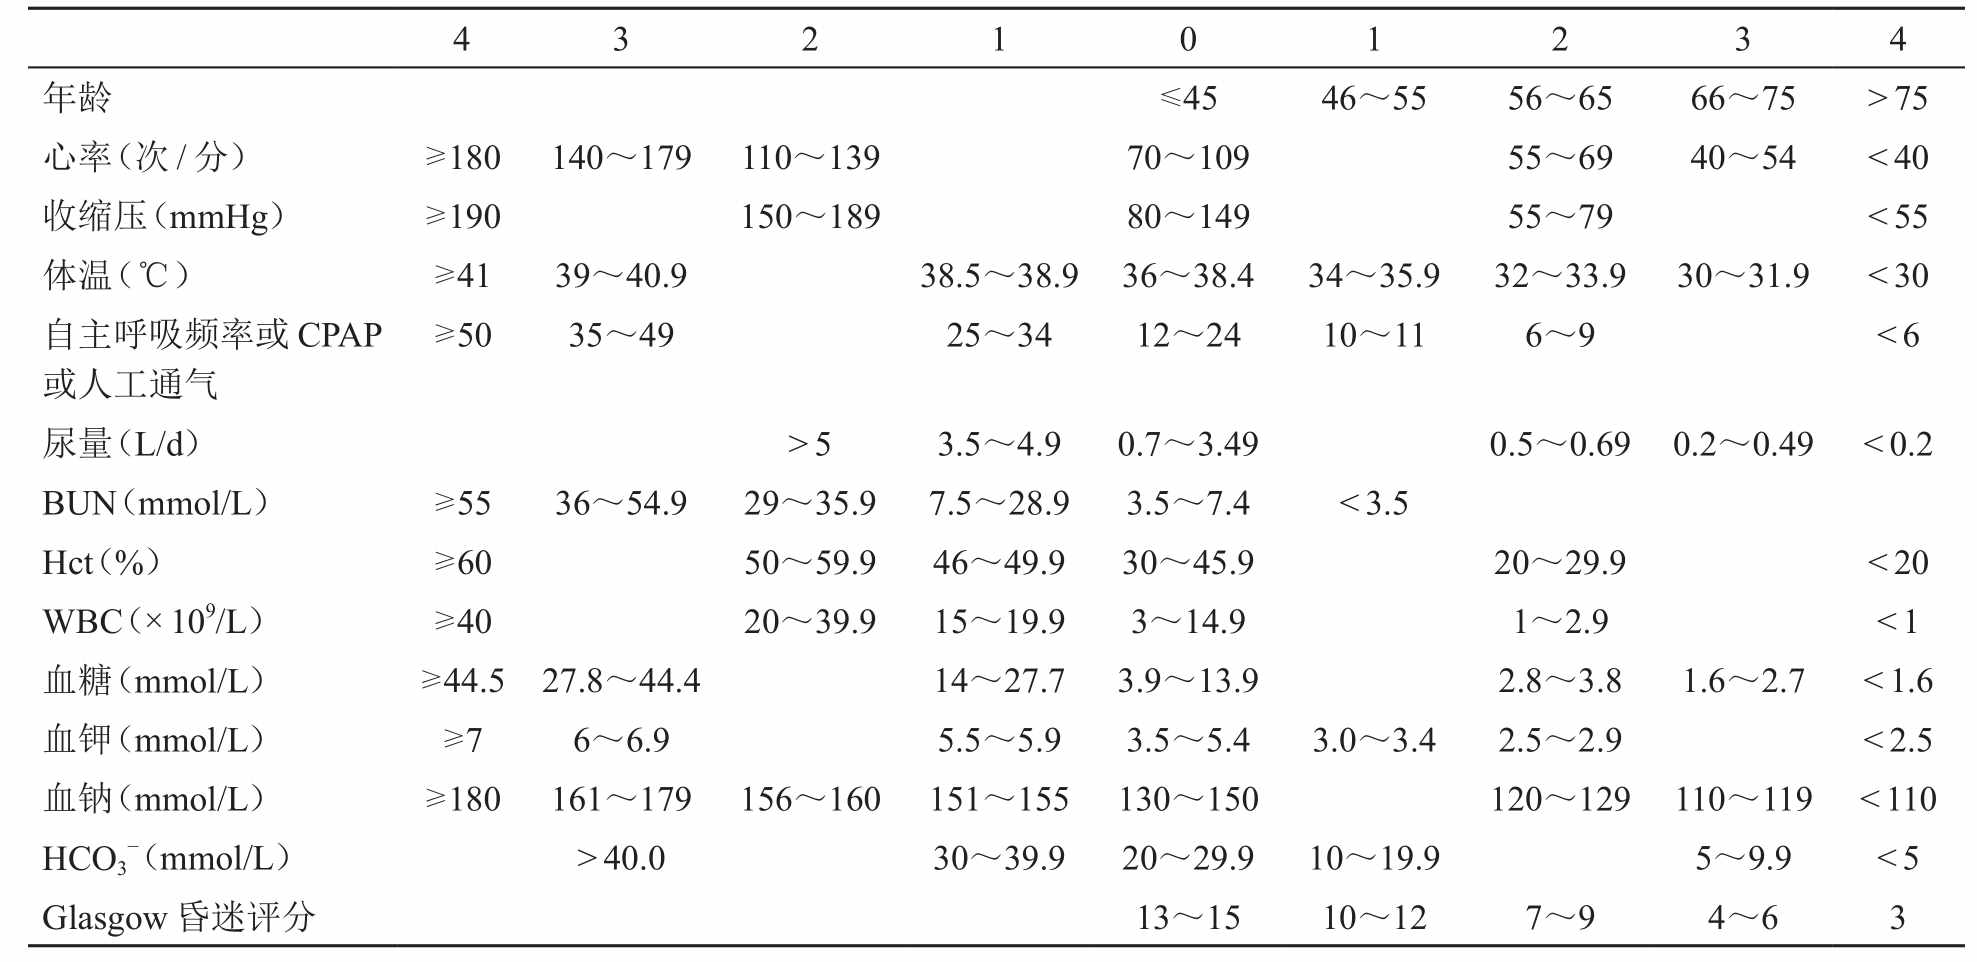 4 3 2 1 0 1 2 3 4
年龄 ≤45 46～55 56～65 66～75 >75
心率（次/分） ≥180 140～179 110～139 70～109 55～69 40～54 <40
收缩压（mmHg） ≥190 150～189 80～149 55～79 <55
体温（℃） ≥41 39～40.9 38.5～38.9 36～38.4 34～35.9 32～33.9 30～31.9 <30
自主呼吸频率或CPAP ≥50 35～49 25～34 12～24 10～11 6～9 <6
或人工通气
尿量（L/d） >5 3.5～4.9 0.7～3.49 0.5～0.69 0.2～0.49 <0.2
BUN（mmol/L） ≥55 36～54.9 29～35.9 7.5～28.9 3.5～7.4 <3.5
Hct（%） ≥60 50～59.9 46～49.9 30～45.9 20～29.9 <20
WBC（×10⁹/L） ≥40 20～39.9 15～19.9 3～14.9 1～2.9 <1
血糖（mmol/L） ≥44.5 27.8～44.4 14～27.7 3.9～13.9 2.8～3.8 1.6～2.7 <1.6
血钾（mmol/L） ≥7 6～6.9 5.5～5.9 3.5～5.4 3.0～3.4 2.5～2.9 <2.5
血钠（mmol/L） ≥180 161～179 156～160 151～155 130～150 120～129 110～119 <110
HCO₃⁻（mmol/L） >40.0 30～39.9 20～29.9 10～19.9 5～9.9 <5
Glasgow昏迷评分 13～15 10～12 7～9 4～6 3